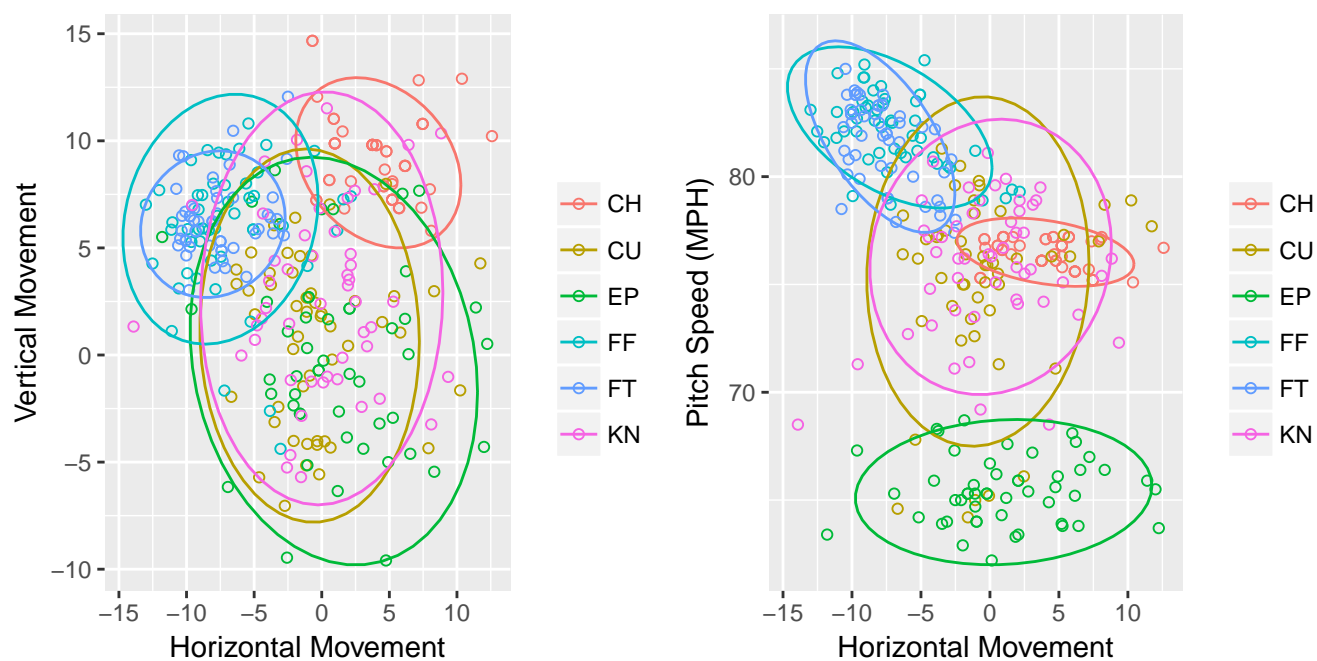 15
10
5
0
−5
−10
−15
−10
−5
0
5
10
Horizontal Movement
Vertical Movement
CH
CU
EP
FF
FT
KN
80
70
−15
−10
−5
0
5
10
Horizontal Movement
Pitch Speed (MPH)
CH
CU
EP
FF
FT
KN